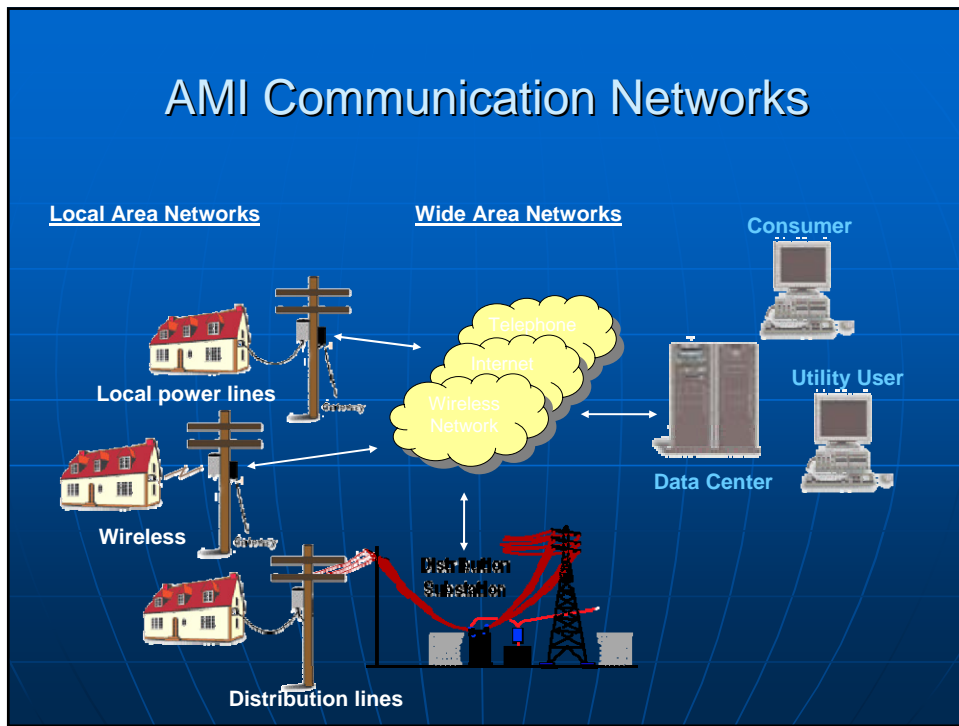 AMI Communication Networks
Local Area Networks
Wide Area Networks
Consumer
Telephone
Internet
Wireless
Network
Local power lines
Utility User
Data Center
Wireless
Distribution
Substation
Distribution lines